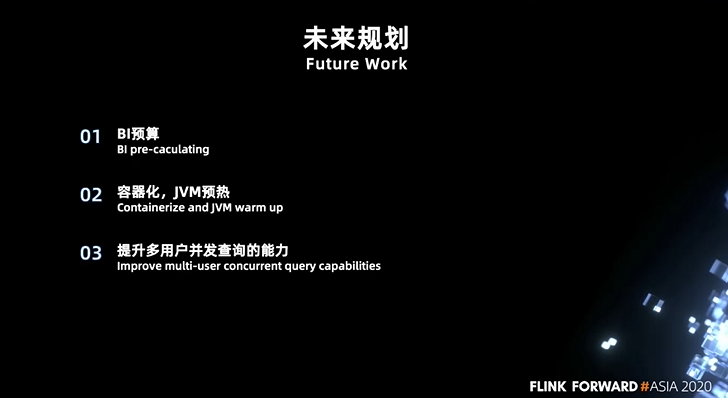 未来规划
Future Work
01 BI预算
BI pre-caculating
02 容器化，JVM预热
Containerize and JVM warm up
03 提升多用户并发查询的能力
Improve multi-user concurrent query capabilities
FLINK FORWARD #ASIA 2020